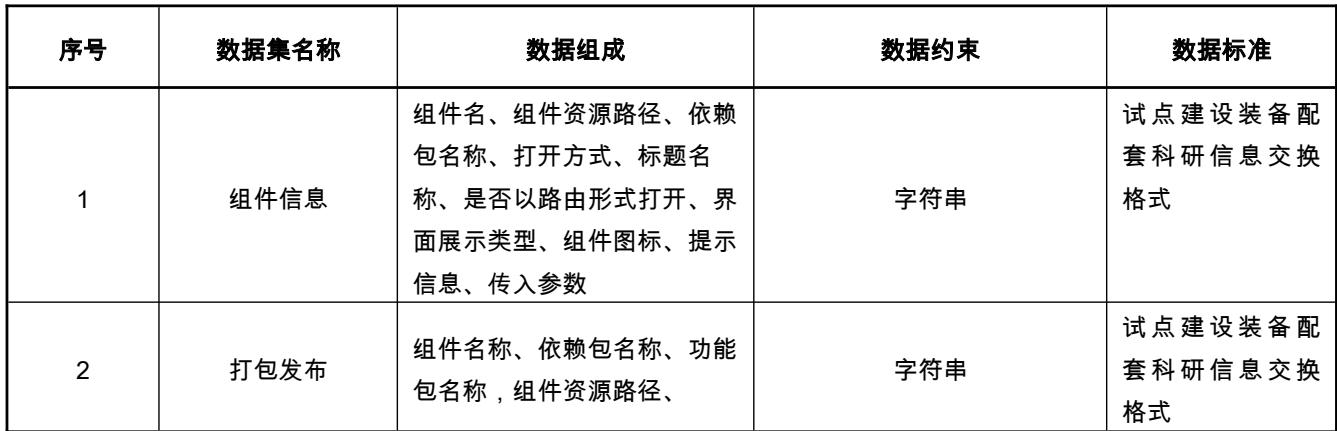 序号 数据集名称 数据组成 数据约束 数据标准
1 组件信息
组件名、组件资源路径、依赖
包名称、打开方式、标题名
称、是否以路由形式打开、界
面展示类型、组件图标、提示
信息、传入参数
字符串
试点建设装备配
套科研信息交换
格式
2 打包发布
组件名称、依赖包名称、功能
包名称，组件资源路径、
字符串
试点建设装备配
套科研信息交换
格式